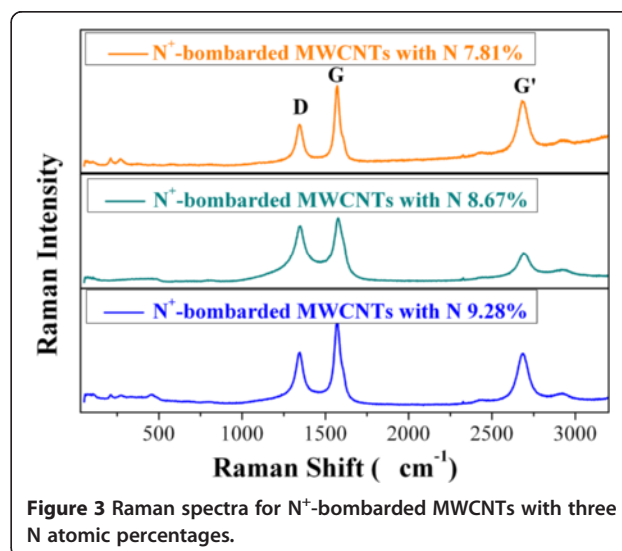 N⁺-bombarded MWCNTs with N 7.81%
G
D
G'
N⁺-bombarded MWCNTs with N 8.67%
N⁺-bombarded MWCNTs with N 9.28%
Raman Intensity
500 1000 1500 2000 2500 3000
Raman Shift ( cm⁻¹)
Figure 3 Raman spectra for N⁺-bombarded MWCNTs with three
N atomic percentages.